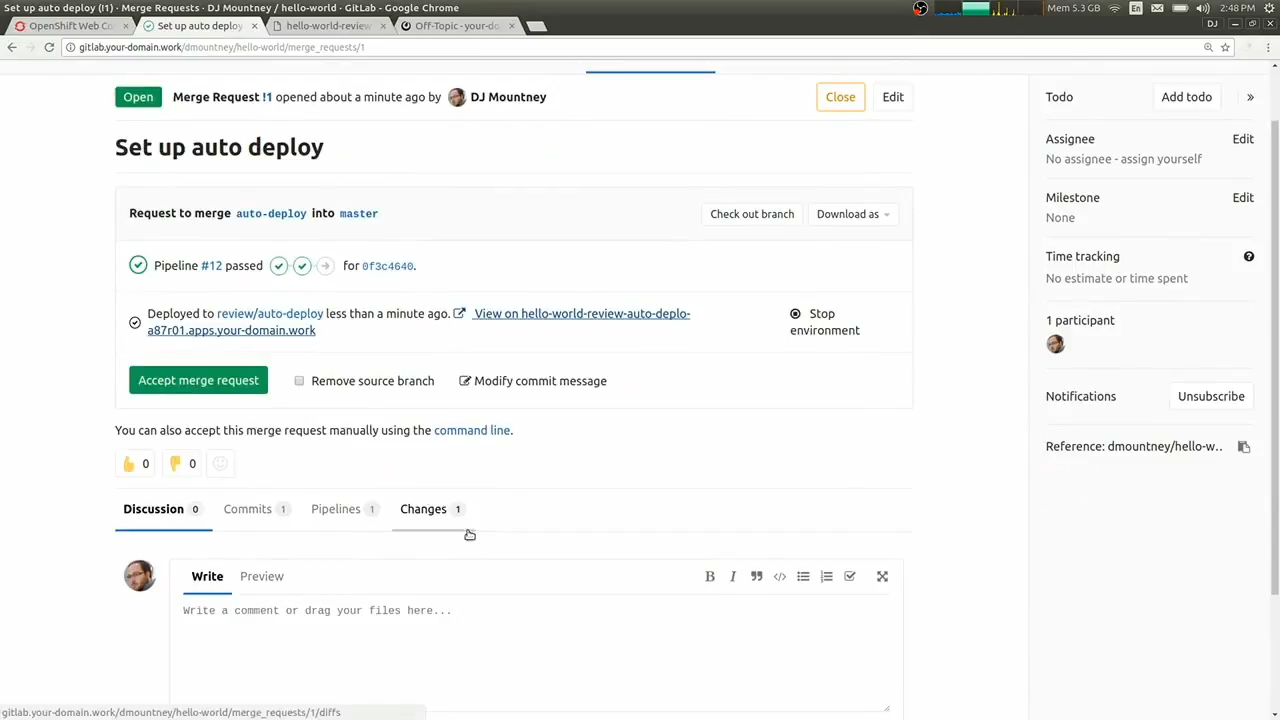 Set up auto deploy (!1) · Merge Requests · DJ Mountney / hello-world · GitLab - Google Chrome
Mem 5.3 GB
En
2:48 PM
OpenShift Web Co
Set up auto deploy (!1)
hello-world-review
Off-Topic - your-do
DJ
gitlab.your-domain.work/dmountney/hello-world/merge_requests/1
Open
Merge Request !1 opened about a minute ago by DJ Mountney
Close
Edit
Set up auto deploy
Request to merge auto-deploy into master
Check out branch
Download as
Pipeline #12 passed for 0f3c4640.
Deployed to review/auto-deploy less than a minute ago. View on hello-world-review-auto-deplo-
a87r01.apps.your-domain.work
Stop
environment
Accept merge request
Remove source branch
Modify commit message
You can also accept this merge request manually using the command line.
0
0
Discussion 0
Commits 1
Pipelines 1
Changes 1
Write
Preview
B I
Write a comment or drag your files here...
Todo
Add todo
»
Assignee
Edit
No assignee - assign yourself
Milestone
Edit
None
Time tracking
?
No estimate or time spent
1 participant
Notifications
Unsubscribe
Reference: dmountney/hello-w...
gitlab.your-domain.work/dmountney/hello-world/merge_requests/1/diffs